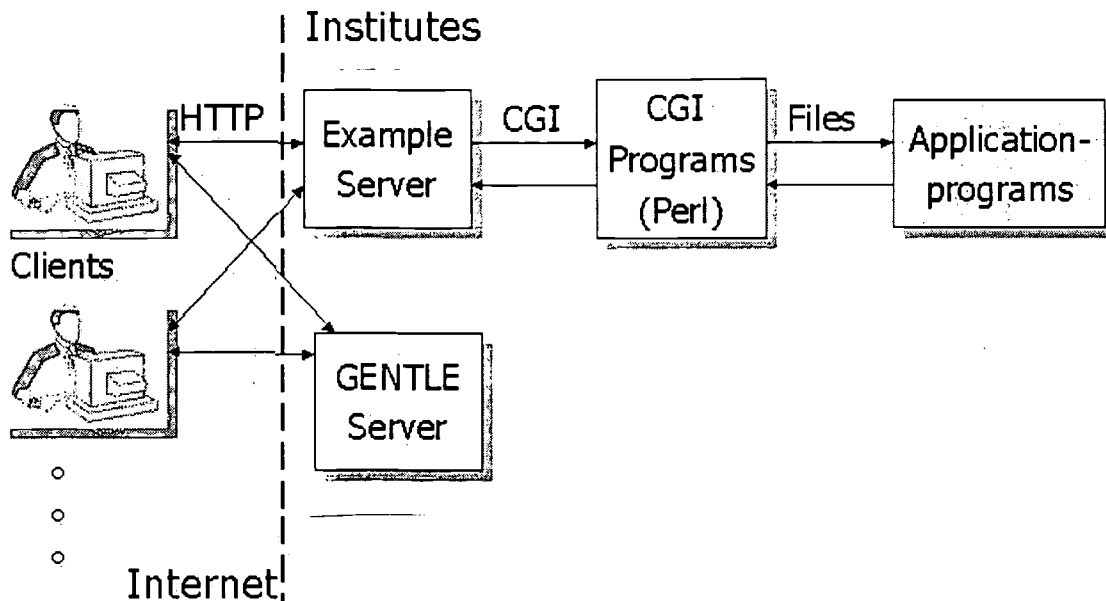 Institutes
HTTP
Example
Server
CGI
CGI
Programs
(Perl)
Files
Application-
programs
Clients
GENTLE
Server
Internet